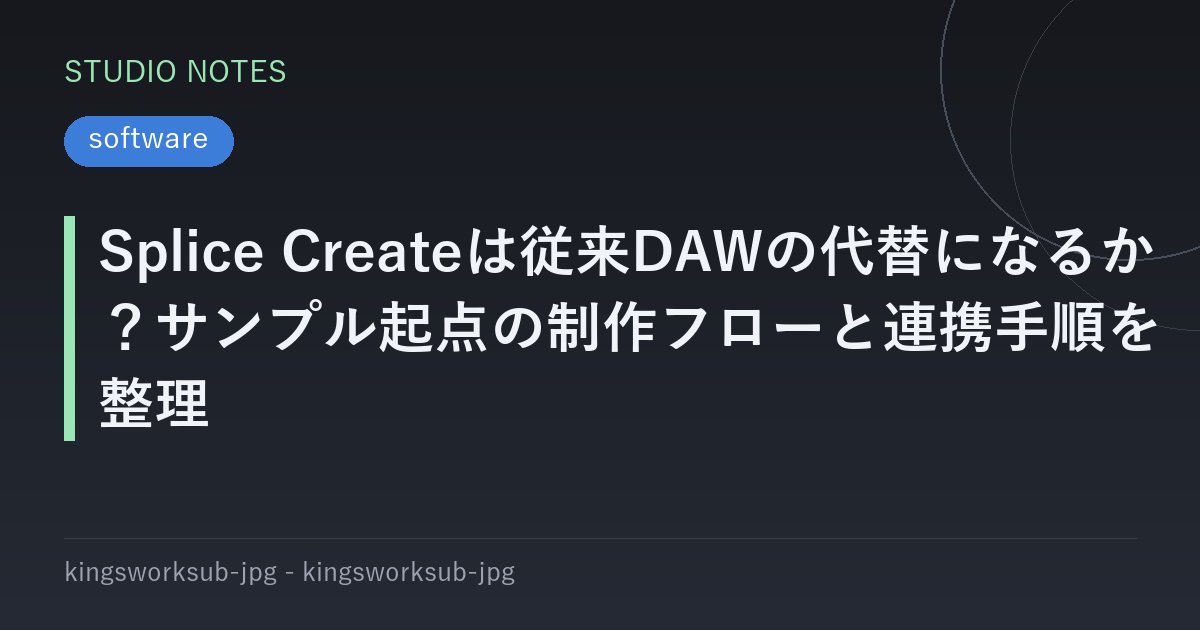 STUDIO NOTES
software
Splice Createは従来DAWの代替になるか
？サンプル起点の制作フローと連携手順を
整理
kingsworksub-jpg - kingsworksub-jpg